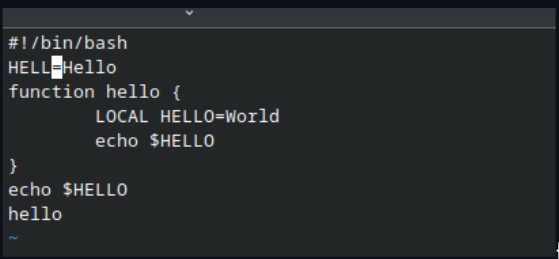 #!/bin/bash
HELL=Hello
function hello {
LOCAL HELLO=World
echo $HELLO
}
echo $HELLO
hello
~